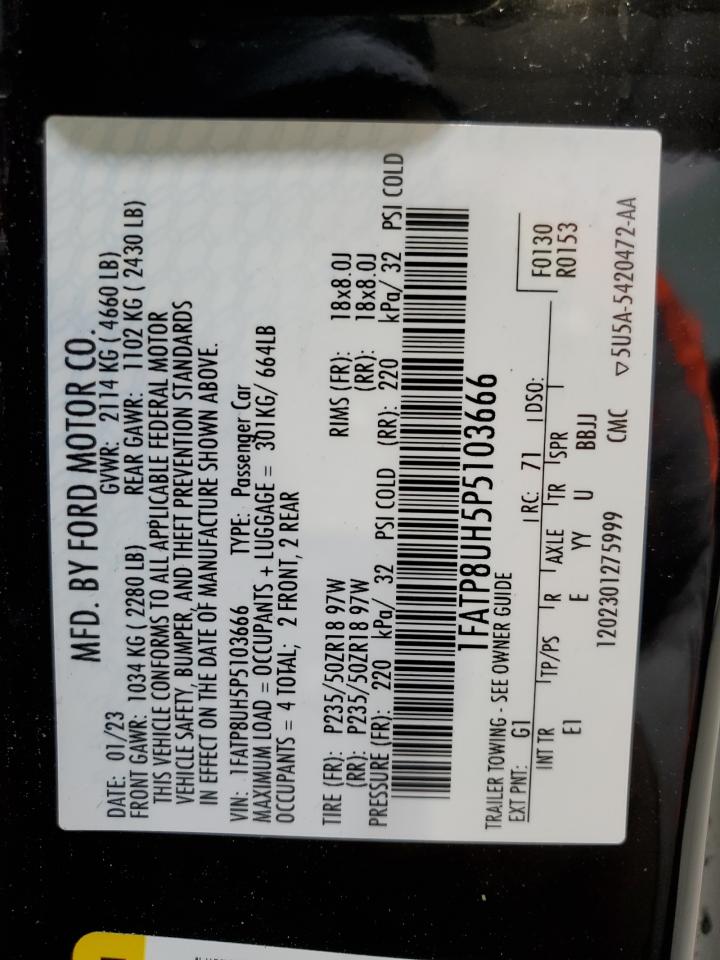 MFD. BY FORD MOTOR CO.
DATE: 01/23 GVWR: 2114 KG ( 4660 LB)
FRONT GAWR: 1034 KG ( 2280 LB) REAR GAWR: 1102 KG ( 2430 LB)
THIS VEHICLE CONFORMS TO ALL APPLICABLE FEDERAL MOTOR
VEHICLE SAFETY, BUMPER, AND THEFT PREVENTION STANDARDS
IN EFFECT ON THE DATE OF MANUFACTURE SHOWN ABOVE.
VIN: 1FATP8UH5P5103666 TYPE: Passenger Car
MAXIMUM LOAD = OCCUPANTS + LUGGAGE = 301KG/ 664LB
OCCUPANTS = 4 TOTAL; 2 FRONT, 2 REAR
TIRE (FR): P235/50ZR18 97W RIMS (FR): 18x8.0J
(RR): P235/50ZR18 97W (RR): 18x8.0J
PRESSURE (FR): 220 kPa/ 32 PSI COLD (RR): 220 kPa/ 32 PSI COLD
1FATP8UH5P5103666
TRAILER TOWING - SEE OWNER GUIDE
EXT PNT: G1 RC: 71 DSO: F0130
INT TR TP/PS R AXLE TR SPR R0153
E1 E YY U BBJJ
1202301275999 CMC ▽5U5A-5420472-AA